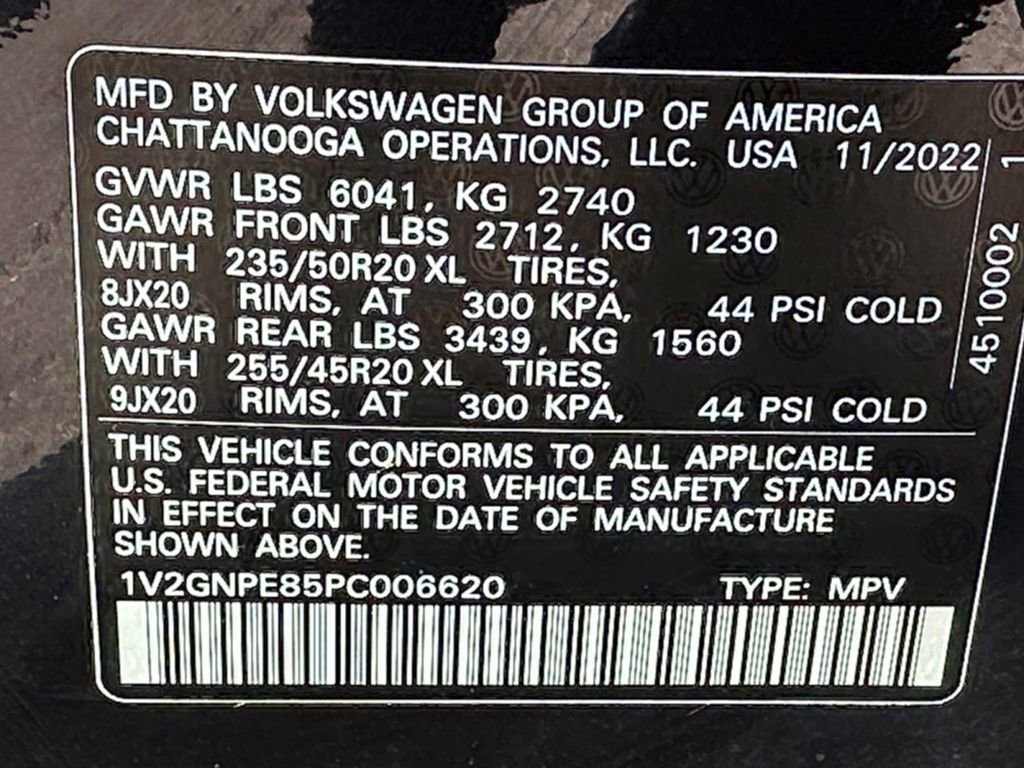 MFD BY VOLKSWAGEN GROUP OF AMERICA
CHATTANOOGA OPERATIONS, LLC. USA 11/2022
GVWR LBS 6041, KG 2740
GAWR FRONT LBS 2712, KG 1230
WITH 235/50R20 XL TIRES,
8JX20 RIMS, AT 300 KPA, 44 PSI COLD
GAWR REAR LBS 3439, KG 1560
WITH 255/45R20 XL TIRES,
9JX20 RIMS, AT 300 KPA, 44 PSI COLD
THIS VEHICLE CONFORMS TO ALL APPLICABLE
U.S. FEDERAL MOTOR VEHICLE SAFETY STANDARDS
IN EFFECT ON THE DATE OF MANUFACTURE
SHOWN ABOVE.
1V2GNPE85PC006620 TYPE: MPV
4510002 1